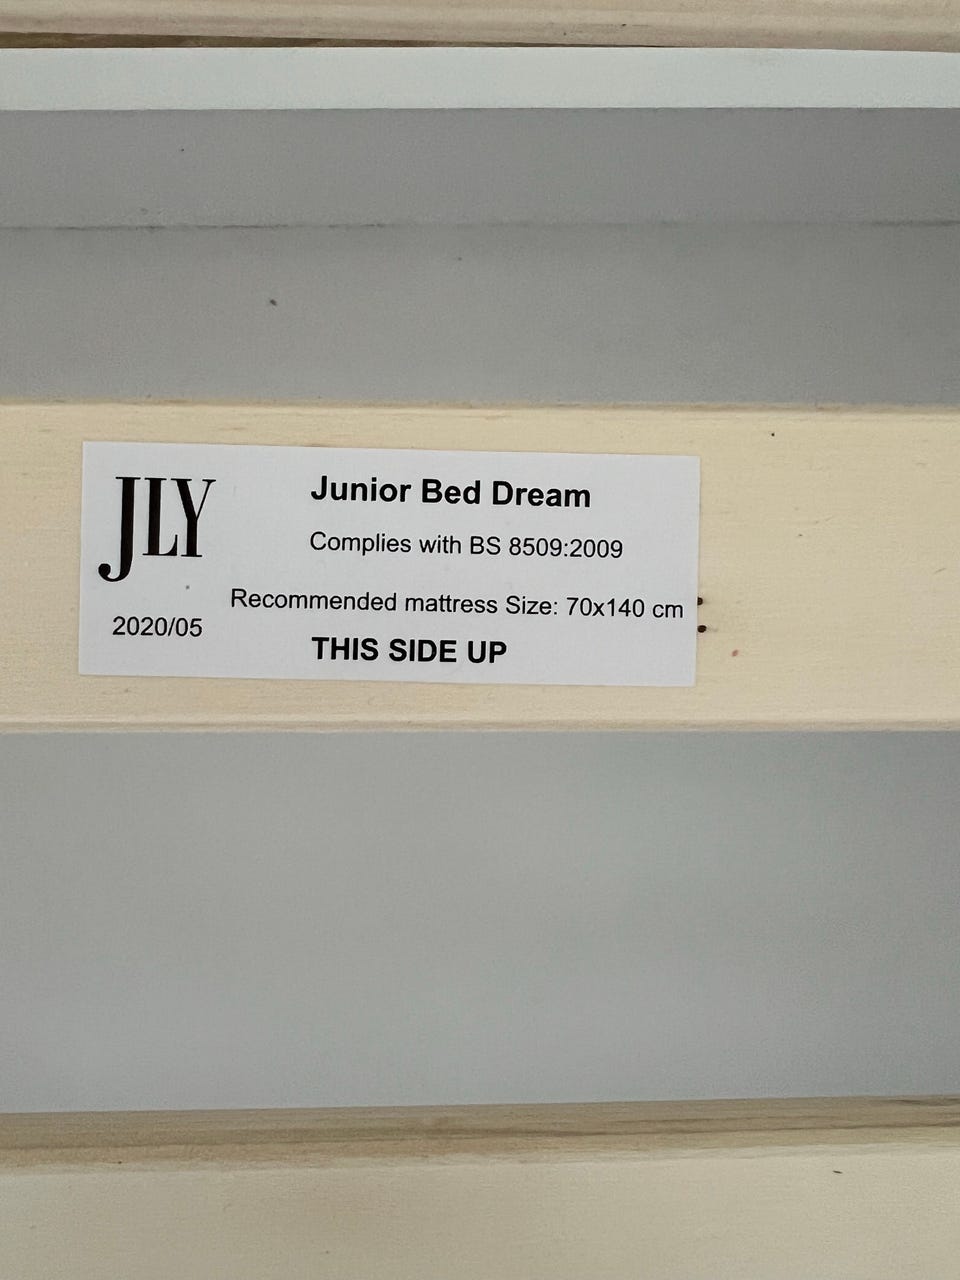 JLY
Junior Bed Dream
Complies with BS 8509:2009
Recommended mattress Size: 70x140 cm
2020/05
THIS SIDE UP